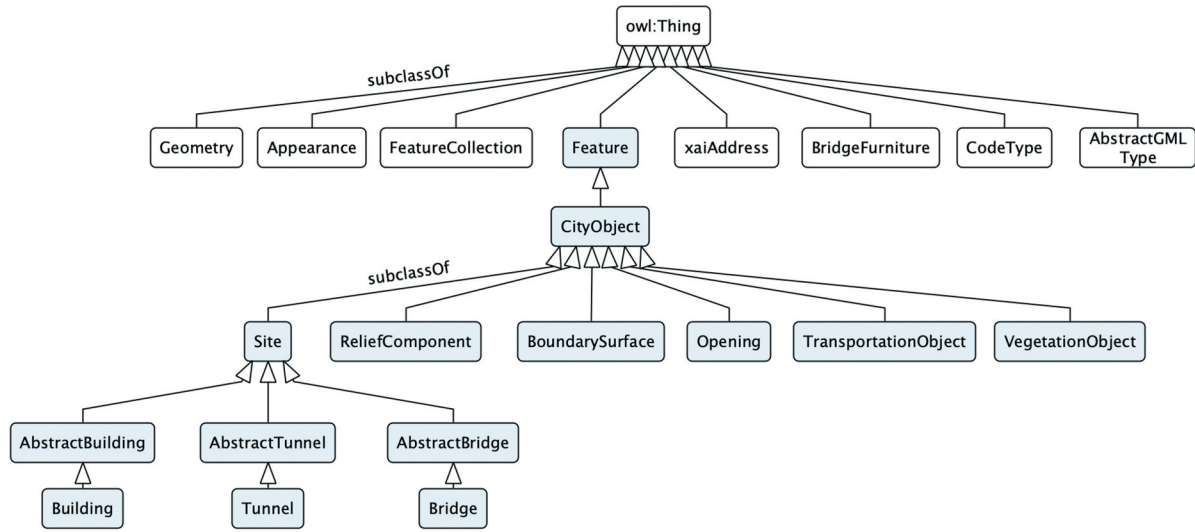 owl:Thing
subclassOf
Geometry
Appearance
FeatureCollection
Feature
xaiAddress
BridgeFurniture
CodeType
AbstractGML
Type
CityObject
subclassOf
Site
ReliefComponent
BoundarySurface
Opening
TransportationObject
VegetationObject
AbstractBuilding
AbstractTunnel
AbstractBridge
Building
Tunnel
Bridge